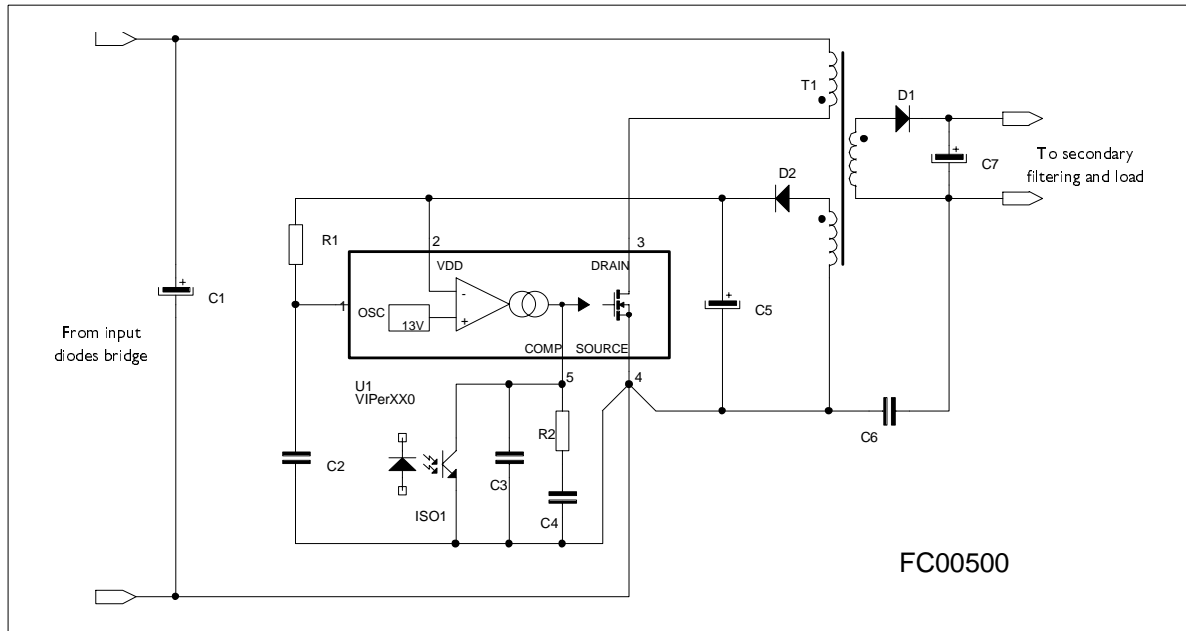 T1
D1
+
C7
To secondary
filtering and load
D2
R1
2
3
VDD
DRAIN
+
C1
1
-
OSC
13V
+
+
C5
From input
diodes bridge
COMP
SOURCE
U1
VIPerXX0
5
4
R2
C6
C2
C3
ISO1
C4
FC00500